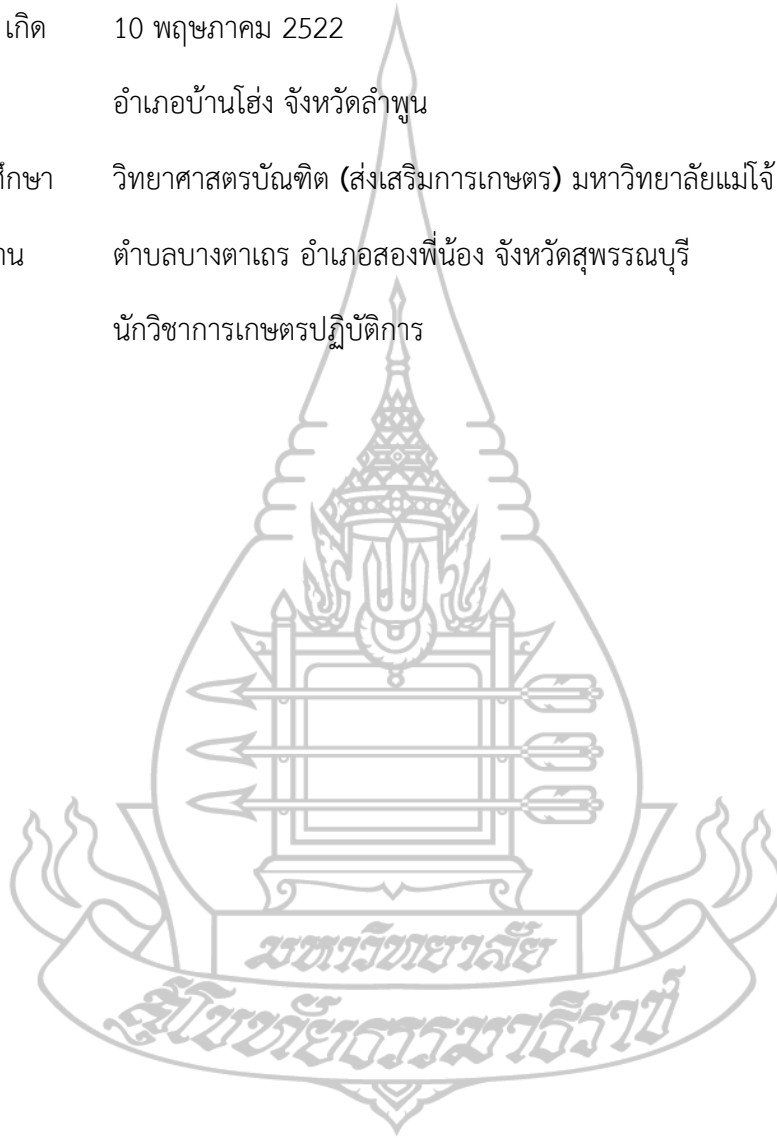 เกิด 10 พฤษภาคม 2522
อำเภอบ้านโฮ่ง จังหวัดลำพูน
ศึกษา วิทยาศาสตรบัณฑิต (ส่งเสริมการเกษตร) มหาวิทยาลัยแม่โจ้
ตำบลบางตาเถร อำเภอสองพี่น้อง จังหวัดสุพรรณบุรี
นักวิชาการเกษตรปฏิบัติการ
มหาวิทยาลัย
สุโขทัยธรรมาธิราช